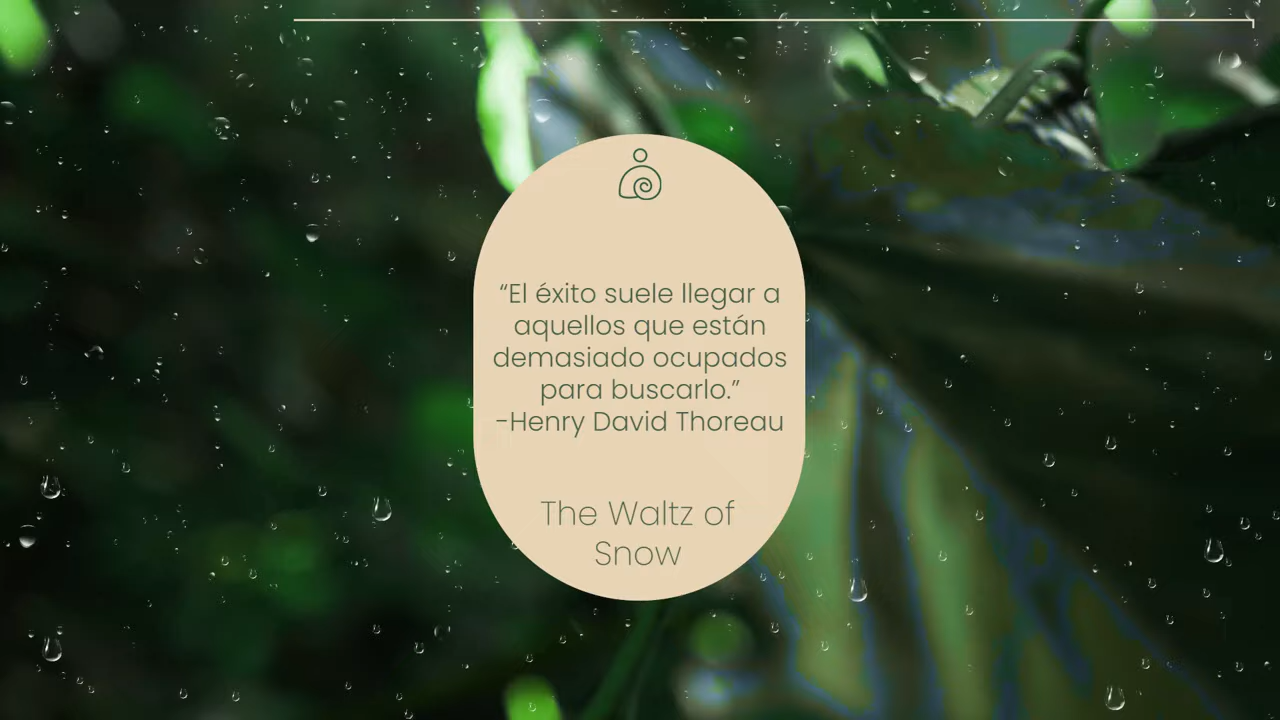 “El éxito suele llegar a
aquellos que están
demasiado ocupados
para buscarlo.”
-Henry David Thoreau
The Waltz of
Snow